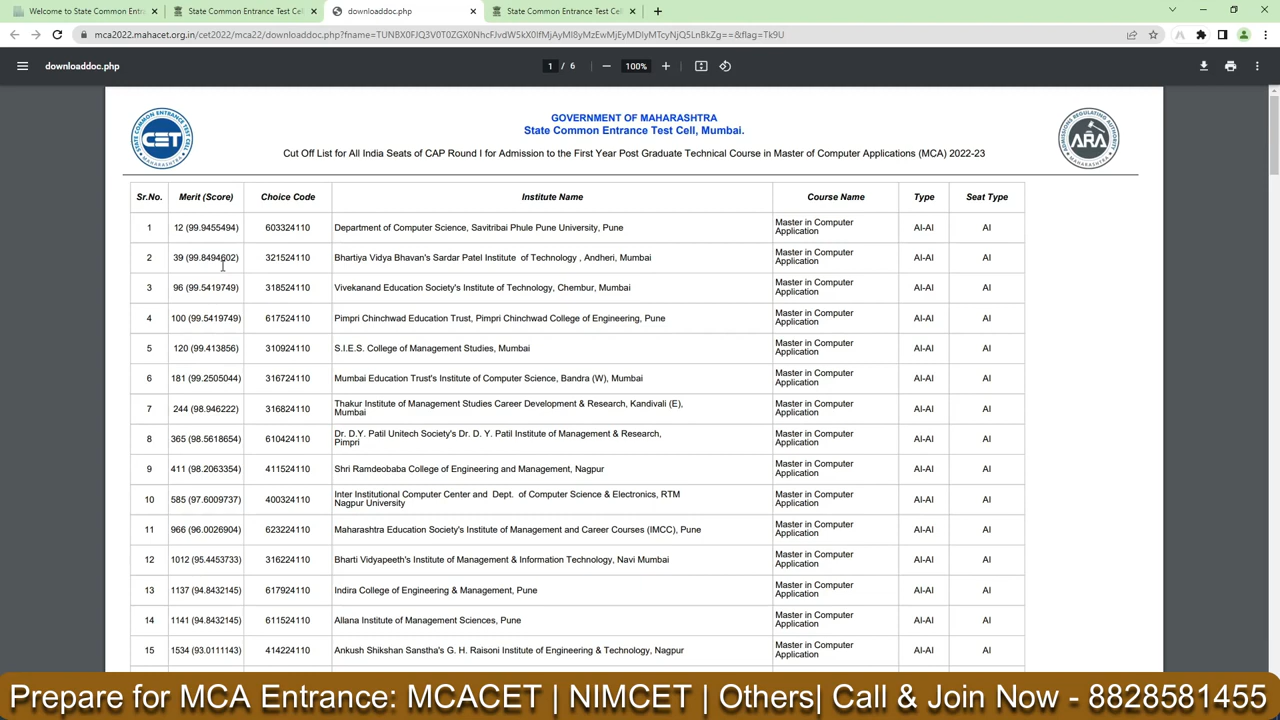 Welcome to State Common Entran
State Common Entrance Test Cell,
downloaddoc.php
State Common Entrance Test Cell,
downloaddoc.php
1 / 6
100%
GOVERNMENT OF MAHARASHTRA
State Common Entrance Test Cell, Mumbai.
Cut Off List for All India Seats of CAP Round I for Admission to the First Year Post Graduate Technical Course in Master of Computer Applications (MCA) 2022-23
CET
ARA
Sr.No. Merit (Score) Choice Code Institute Name Course Name Type Seat Type
1 12 (99.9455494) 603324110 Department of Computer Science, Savitribai Phule Pune University, Pune Master in Computer Application AI-AI AI
2 39 (99.8494602) 321524110 Bhartiya Vidya Bhavan's Sardar Patel Institute of Technology , Andheri, Mumbai Master in Computer Application AI-AI AI
3 96 (99.5419749) 318524110 Vivekanand Education Society's Institute of Technology, Chembur, Mumbai Master in Computer Application AI-AI AI
4 100 (99.5419749) 617524110 Pimpri Chinchwad Education Trust, Pimpri Chinchwad College of Engineering, Pune Master in Computer Application AI-AI AI
5 120 (99.413856) 310924110 S.I.E.S. College of Management Studies, Mumbai Master in Computer Application AI-AI AI
6 181 (99.2505044) 316724110 Mumbai Education Trust's Institute of Computer Science, Bandra (W), Mumbai Master in Computer Application AI-AI AI
7 244 (98.946222) 316824110 Thakur Institute of Management Studies Career Development & Research, Kandivali (E), Mumbai Master in Computer Application AI-AI AI
8 365 (98.5618654) 610424110 Dr. D.Y. Patil Unitech Society's Dr. D. Y. Patil Institute of Management & Research, Pimpri Master in Computer Application AI-AI AI
9 411 (98.2063354) 411524110 Shri Ramdeobaba College of Engineering and Management, Nagpur Master in Computer Application AI-AI AI
10 585 (97.6009737) 400324110 Inter Institutional Computer Center and Dept. of Computer Science & Electronics, RTM Nagpur University Master in Computer Application AI-AI AI
11 966 (96.0026904) 623224110 Maharashtra Education Society's Institute of Management and Career Courses (IMCC), Pune Master in Computer Application AI-AI AI
12 1012 (95.4453733) 316224110 Bharti Vidyapeeth's Institute of Management & Information Technology, Navi Mumbai Master in Computer Application AI-AI AI
13 1137 (94.8432145) 617924110 Indira College of Engineering & Management, Pune Master in Computer Application AI-AI AI
14 1141 (94.8432145) 611524110 Allana Institute of Management Sciences, Pune Master in Computer Application AI-AI AI
15 1534 (93.0111143) 414224110 Ankush Shikshan Sanstha's G. H. Raisoni Institute of Engineering & Technology, Nagpur Master in Computer Application AI-AI AI
Prepare for MCA Entrance: MCACET | NIMCET | Others| Call & Join Now - 8828581455